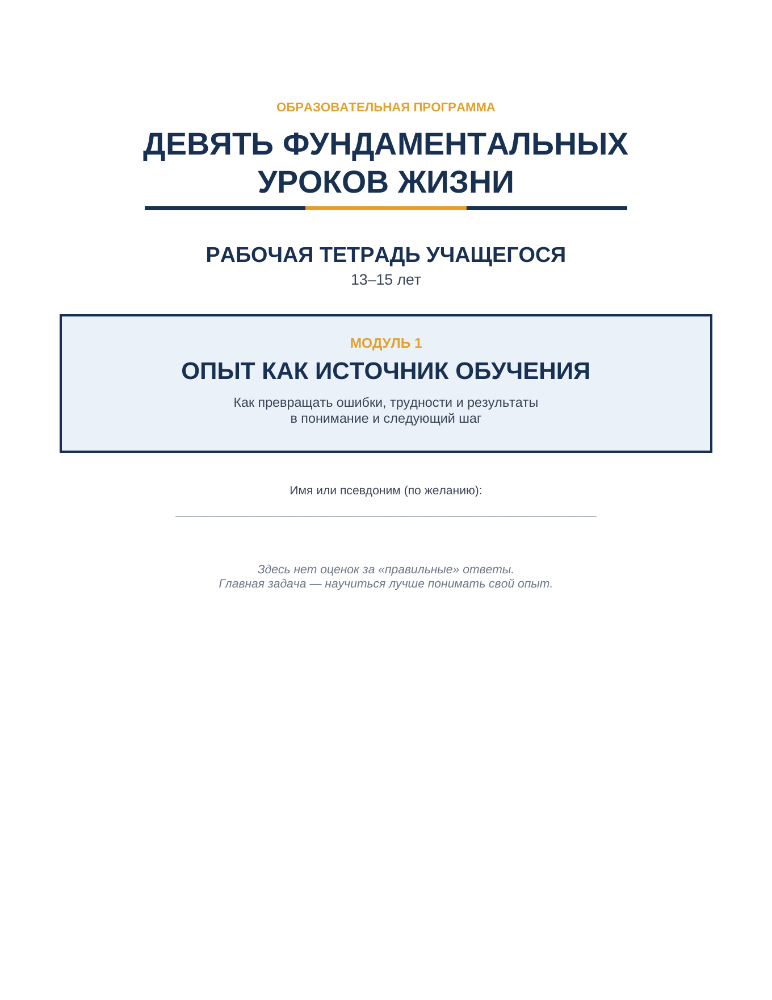 ОБРАЗОВАТЕЛЬНАЯ ПРОГРАММА
ДЕВЯТЬ ФУНДАМЕНТАЛЬНЫХ
УРОКОВ ЖИЗНИ
РАБОЧАЯ ТЕТРАДЬ УЧАЩЕГОСЯ
13–15 лет
МОДУЛЬ 1
ОПЫТ КАК ИСТОЧНИК ОБУЧЕНИЯ
Как превращать ошибки, трудности и результаты
в понимание и следующий шаг
Имя или псевдоним (по желанию):
Здесь нет оценок за «правильные» ответы.
Главная задача — научиться лучше понимать свой опыт.